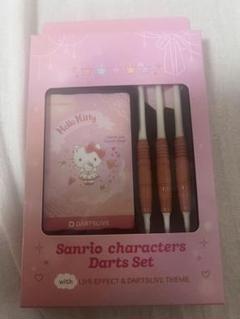 Hello Kitty
DARTSLIVE
Sanrio characters
Darts Set
with LIVE EFFECT & DARTSLIVE THEME